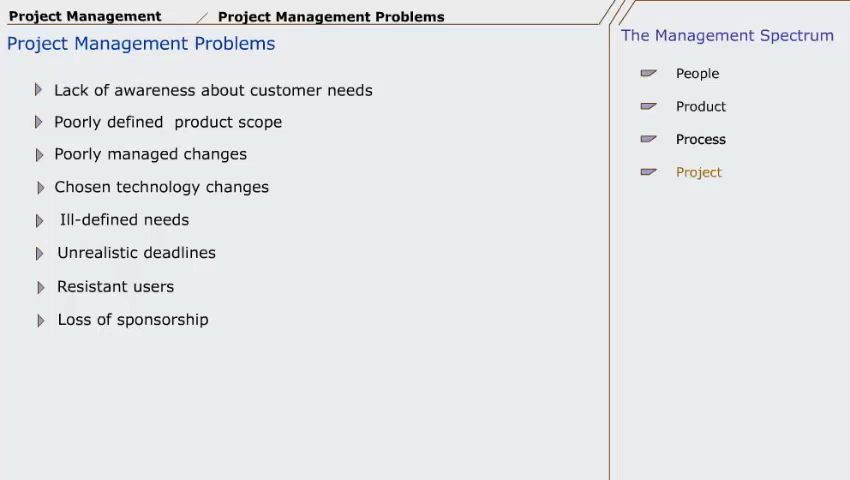 Project Management / Project Management Problems
Project Management Problems
Lack of awareness about customer needs
Poorly defined product scope
Poorly managed changes
Chosen technology changes
Ill-defined needs
Unrealistic deadlines
Resistant users
Loss of sponsorship
The Management Spectrum
People
Product
Process
Project